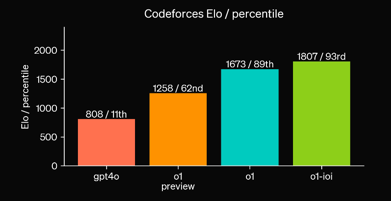 Codeforces Elo / percentile
Elo / percentile
2000
1500
1000
500
0
808 / 11th
1258 / 62nd
1673 / 89th
1807 / 93rd
gpt4o
o1
preview
o1
o1-ioi